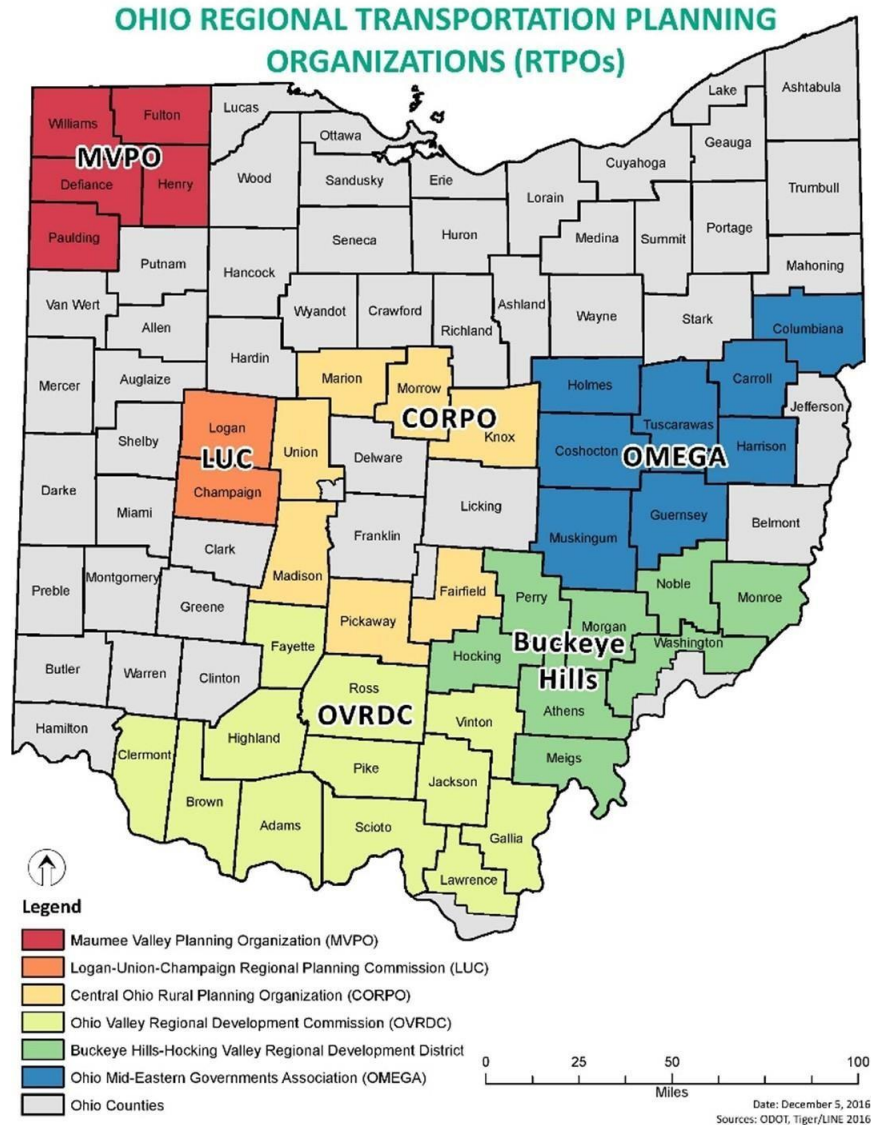 OHIO REGIONAL TRANSPORTATION PLANNING
ORGANIZATIONS (RTPOs)
Ashtabula
Lake
Lucas
Fulton
Williams
Geauga
Ottawa
MVPO
Cuyahoga
Wood
Sandusky
Erie
Defiance
Henry
Trumbull
Lorain
Portage
Paulding
Seneca
Huron
Medina
Summit
Putnam
Mahoning
Hancock
Van Wert
Wyandot
Crawford
Ashland
Wayne
Stark
Allen
Richland
Columbiana
Hardin
Marion
Mercer
Auglaize
Morrow
Holmes
Carroll
Jefferson
CORPO
Logan
Tuscarawas
Knox
Shelby
Union
Coshocton
Harrison
LUC
Delware
OMEGA
Darke
Champaign
Licking
Miami
Guernsey
Belmont
Franklin
Muskingum
Clark
Madison
Montgomery
Noble
Preble
Fairfield
Perry
Monroe
Greene
Pickaway
Morgan
Fayette
Buckeye
Hills
Washington
Hocking
Butler
Warren
Clinton
Ross
OVRDC
Athens
Vinton
Hamilton
Highland
Clermont
Meigs
Pike
Jackson
Brown
Adams
Scioto
Gallia
Lawrence
Legend
Maumee Valley Planning Organization (MVPO)
Logan-Union-Champaign Regional Planning Commission (LUC)
Central Ohio Rural Planning Organization (CORPO)
Ohio Valley Regional Development Commission (OVRDC)
Buckeye Hills-Hocking Valley Regional Development District
Ohio Mid-Eastern Governments Association (OMEGA)
Ohio Counties
0 25 50 100
Miles
Date: December 5, 2016
Sources: ODOT, Tiger/LINE 2016